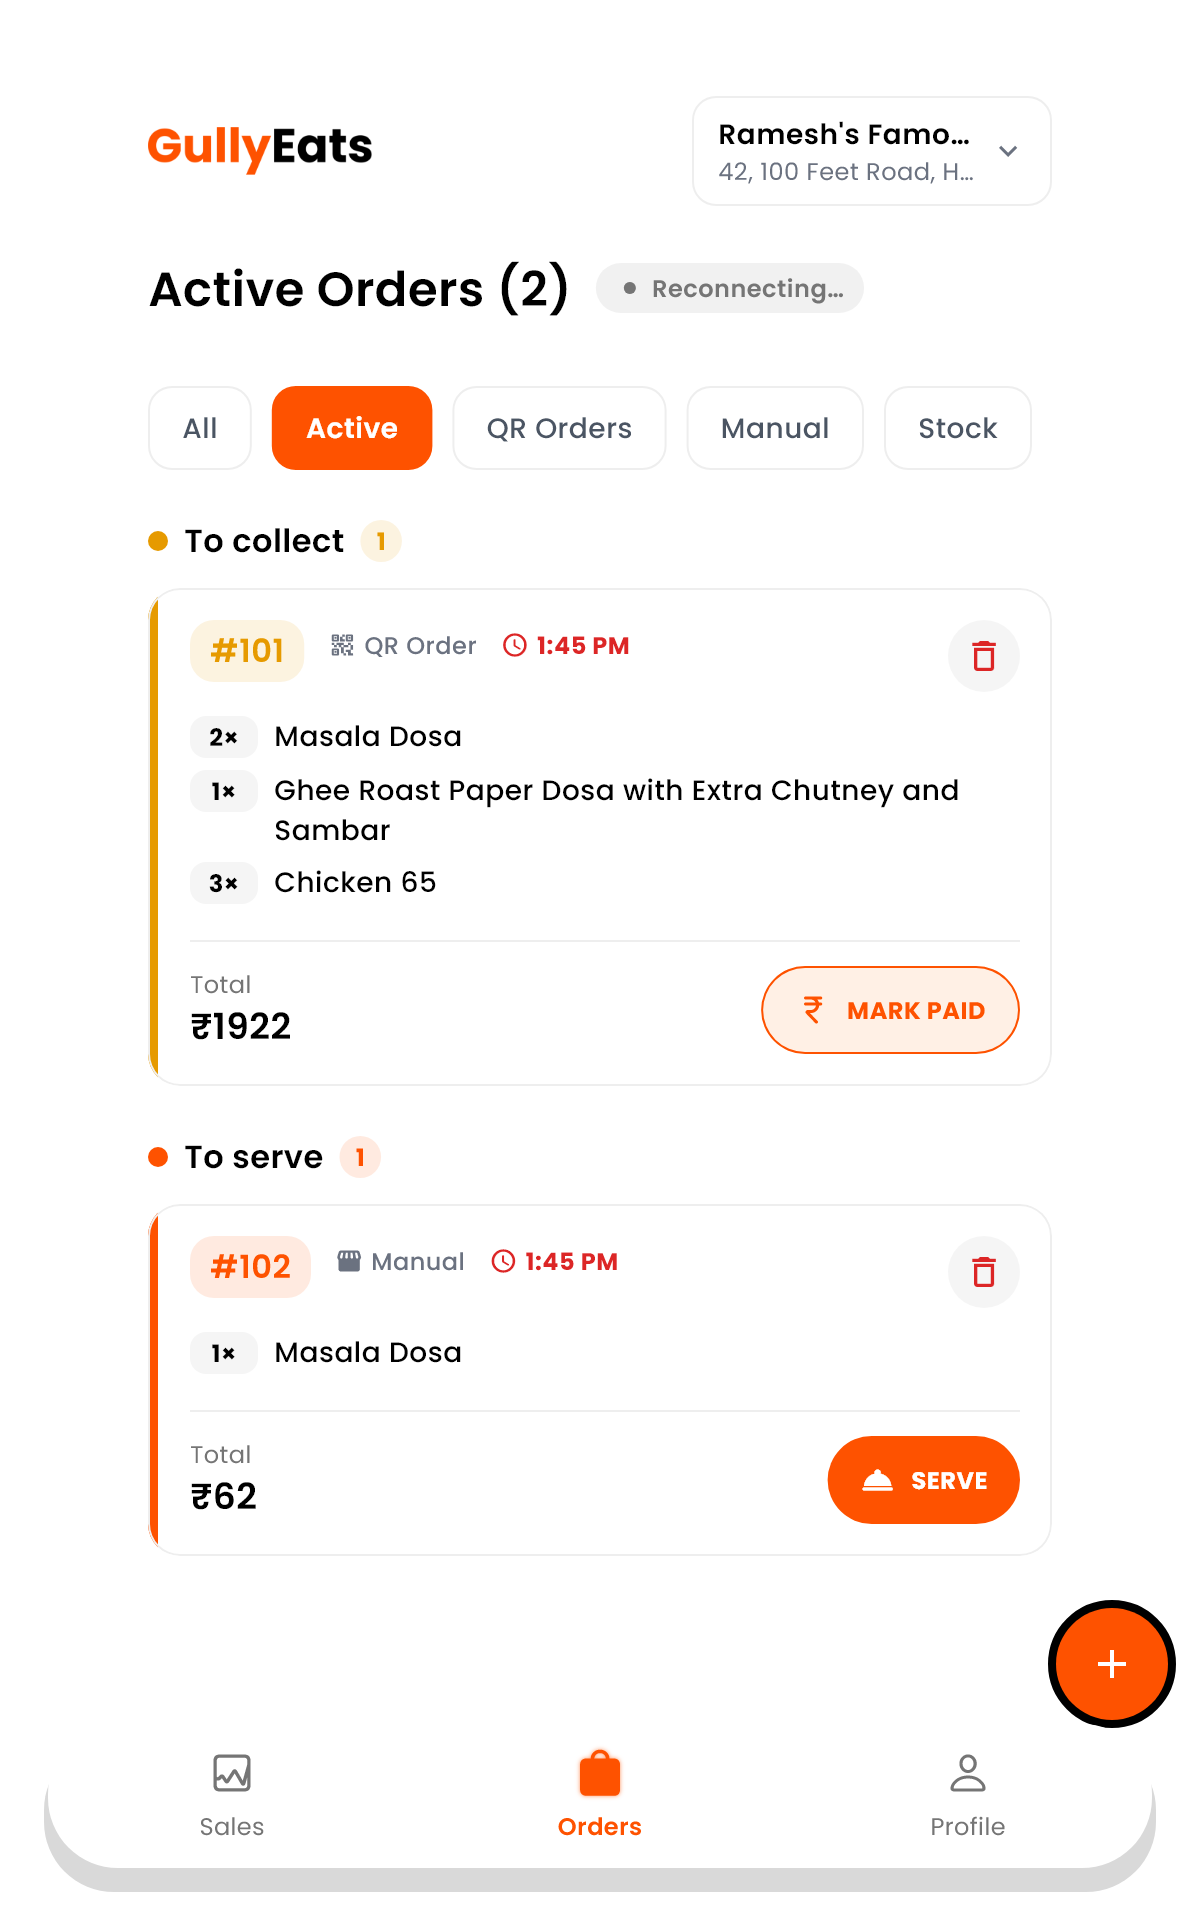 GullyEats
Ramesh's Famo...
42, 100 Feet Road, H...
Active Orders (2)
Reconnecting...
All
Active
QR Orders
Manual
Stock
To collect 1
#101 QR Order 1:45 PM
2× Masala Dosa
1× Ghee Roast Paper Dosa with Extra Chutney and
Sambar
3× Chicken 65
Total
₹1922
₹ MARK PAID
To serve 1
#102 Manual 1:45 PM
1× Masala Dosa
Total
₹62
SERVE
+
Sales
Orders
Profile